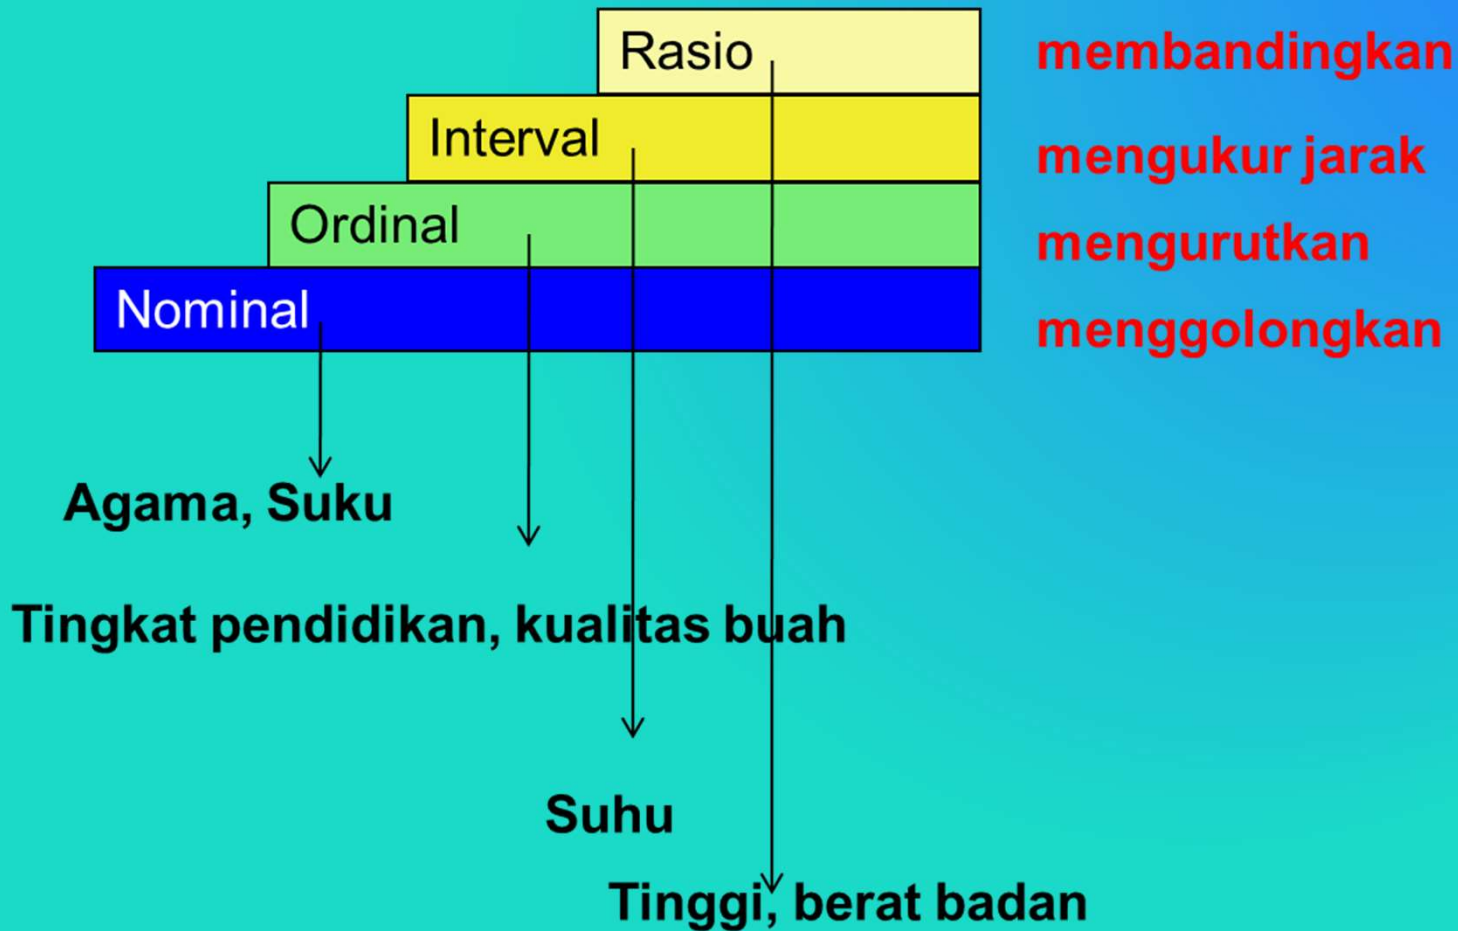 Rasio membandingkan
Interval mengukur jarak
Ordinal mengurutkan
Nominal menggolongkan
Agama, Suku
Tingkat pendidikan, kualitas buah
Suhu
Tinggi, berat badan